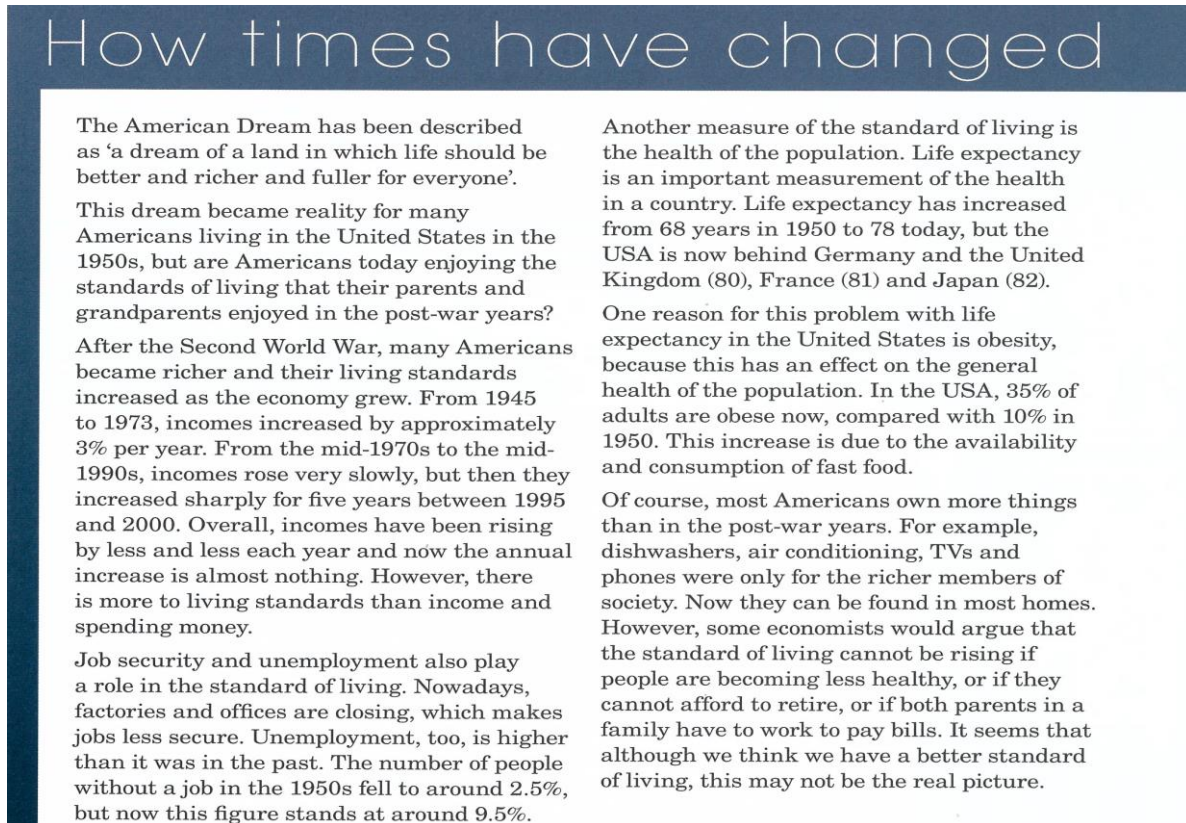 How times have changed
The American Dream has been described
as ‘a dream of a land in which life should be
better and richer and fuller for everyone’.
This dream became reality for many
Americans living in the United States in the
1950s, but are Americans today enjoying the
standards of living that their parents and
grandparents enjoyed in the post-war years?
After the Second World War, many Americans
became richer and their living standards
increased as the economy grew. From 1945
to 1973, incomes increased by approximately
3% per year. From the mid-1970s to the mid-
1990s, incomes rose very slowly, but then they
increased sharply for five years between 1995
and 2000. Overall, incomes have been rising
by less and less each year and now the annual
increase is almost nothing. However, there
is more to living standards than income and
spending money.
Job security and unemployment also play
a role in the standard of living. Nowadays,
factories and offices are closing, which makes
jobs less secure. Unemployment, too, is higher
than it was in the past. The number of people
without a job in the 1950s fell to around 2.5%,
but now this figure stands at around 9.5%.
Another measure of the standard of living is
the health of the population. Life expectancy
is an important measurement of the health
in a country. Life expectancy has increased
from 68 years in 1950 to 78 today, but the
USA is now behind Germany and the United
Kingdom (80), France (81) and Japan (82).
One reason for this problem with life
expectancy in the United States is obesity,
because this has an effect on the general
health of the population. In the USA, 35% of
adults are obese now, compared with 10% in
1950. This increase is due to the availability
and consumption of fast food.
Of course, most Americans own more things
than in the post-war years. For example,
dishwashers, air conditioning, TVs and
phones were only for the richer members of
society. Now they can be found in most homes.
However, some economists would argue that
the standard of living cannot be rising if
people are becoming less healthy, or if they
cannot afford to retire, or if both parents in a
family have to work to pay bills. It seems that
although we think we have a better standard
of living, this may not be the real picture.